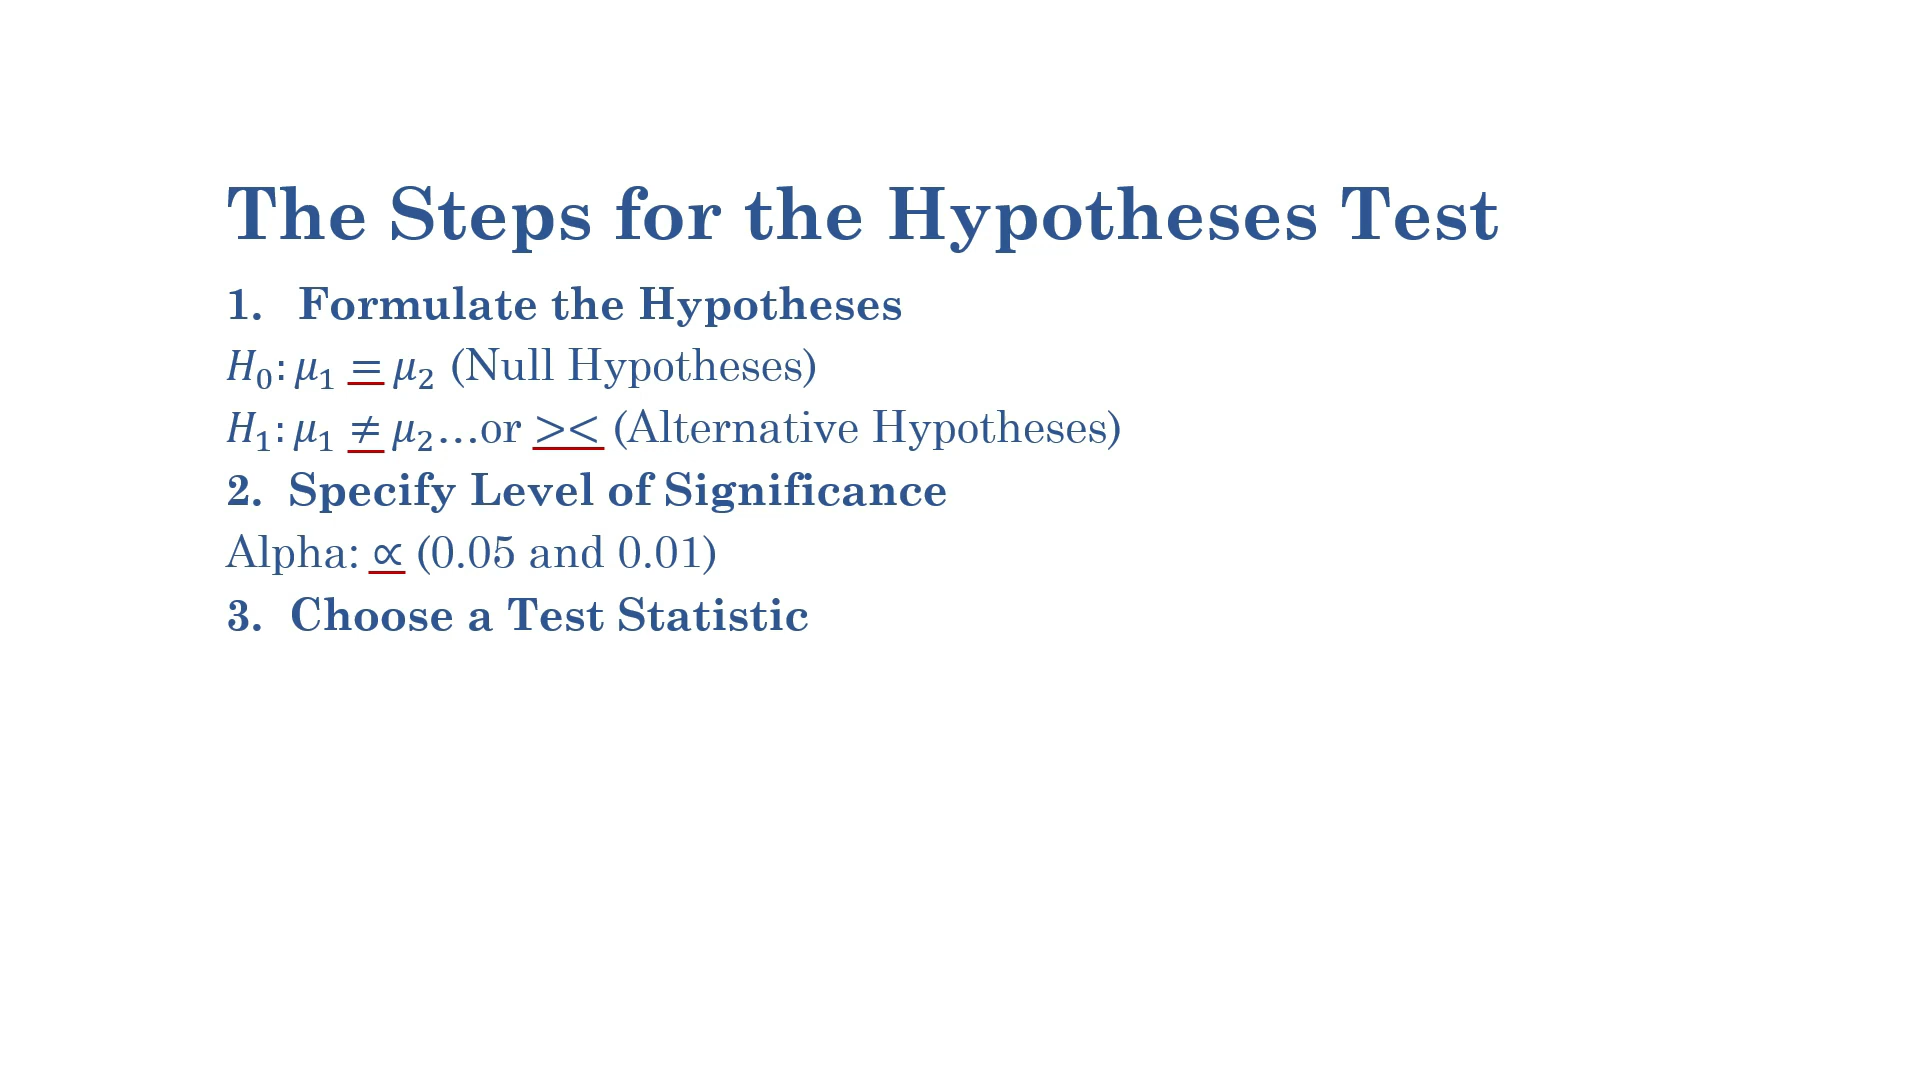 The Steps for the Hypotheses Test
1. Formulate the Hypotheses
H₀: μ₁ = μ₂ (Null Hypotheses)
H₁: μ₁ ≠ μ₂…or >< (Alternative Hypotheses)
2. Specify Level of Significance
Alpha: ∝ (0.05 and 0.01)
3. Choose a Test Statistic